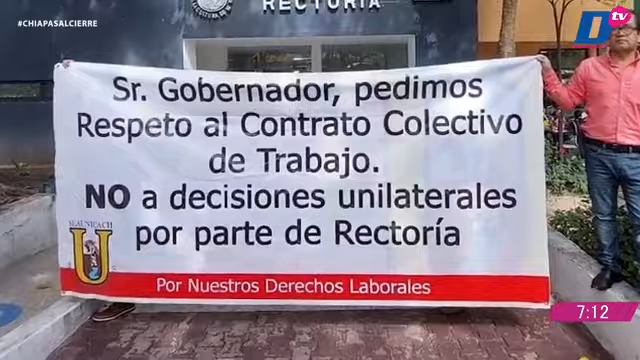 #CHIAPASALCIERRE
RECTORÍA
D tv
Sr. Gobernador, pedimos
Respeto al Contrato Colectivo
de Trabajo.
NO a decisiones unilaterales
por parte de Rectoría
SLAUNICACH
Por Nuestros Derechos Laborales
7:12